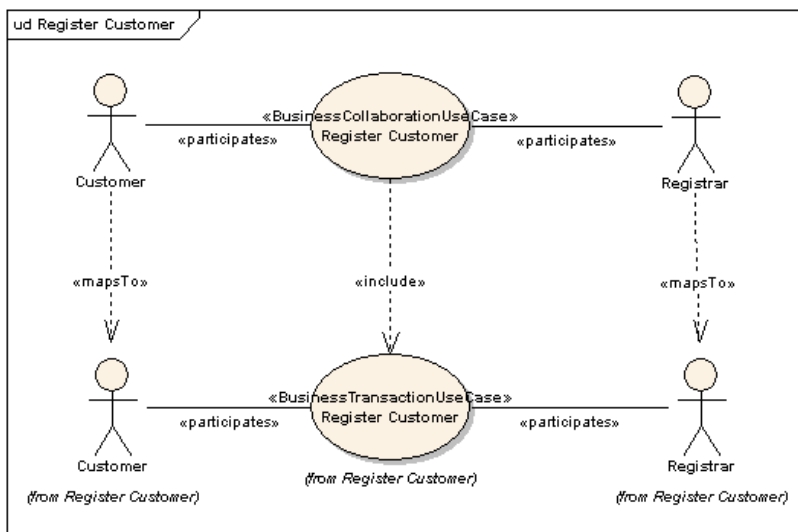 ud Register Customer
«BusinessCollaborationUseCase»
Register Customer
«participates»
«participates»
Customer
Registrar
«mapsTo»
«include»
«mapsTo»
«BusinessTransactionUseCase»
Register Customer
«participates»
«participates»
Customer
Registrar
(from Register Customer)
(from Register Customer)
(from Register Customer)